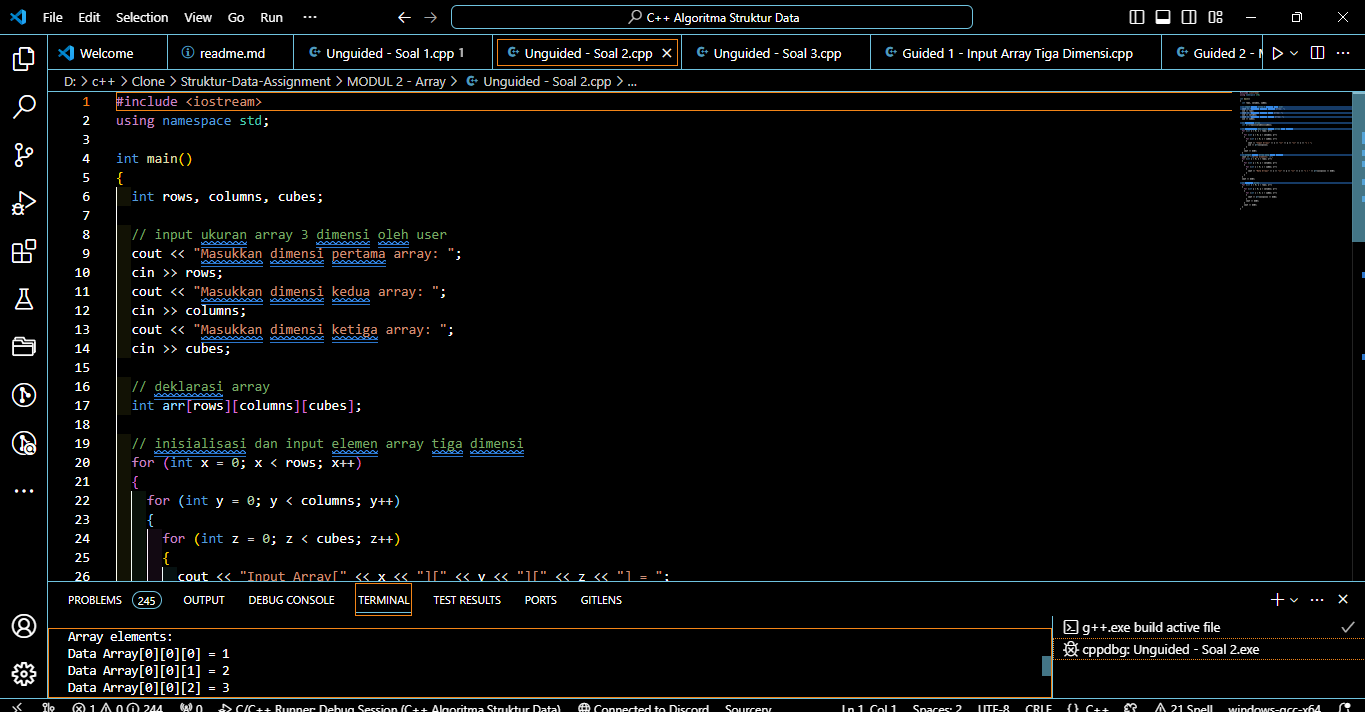 File Edit Selection View Go Run ··· C++ Algoritma Struktur Data
Welcome readme.md Unguided - Soal 1.cpp 1 Unguided - Soal 2.cpp Unguided - Soal 3.cpp Guided 1 - Input Array Tiga Dimensi.cpp Guided 2 -
D: > c++ > Clone > Struktur-Data-Assignment > MODUL 2 - Array > Unguided - Soal 2.cpp > ...
1 #include <iostream>
2 using namespace std;
3
4 int main()
5 {
6 int rows, columns, cubes;
7
8 // input ukuran array 3 dimensi oleh user
9 cout << "Masukkan dimensi pertama array: ";
10 cin >> rows;
11 cout << "Masukkan dimensi kedua array: ";
12 cin >> columns;
13 cout << "Masukkan dimensi ketiga array: ";
14 cin >> cubes;
15
16 // deklarasi array
17 int arr[rows][columns][cubes];
18
19 // inisialisasi dan input elemen array tiga dimensi
20 for (int x = 0; x < rows; x++)
21 {
22 for (int y = 0; y < columns; y++)
23 {
24 for (int z = 0; z < cubes; z++)
25 {
26 cout << "Input Array[" << x << "][" << y << "][" << z << "] = ";
PROBLEMS 245 OUTPUT DEBUG CONSOLE TERMINAL TEST RESULTS PORTS GITLENS
Array elements:
Data Array[0][0][0] = 1
Data Array[0][0][1] = 2
Data Array[0][0][2] = 3
g++.exe build active file
cppdbg: Unguided - Soal 2.exe
1 0 244 0 C/C++ Runner: Debug Session (C++ Algoritma Struktur Data) Connected to Discord Sourcery Ln 1, Col 1 Spaces: 2 UTF-8 CRLF {} C++ 21 Spell windows-gcc-x64